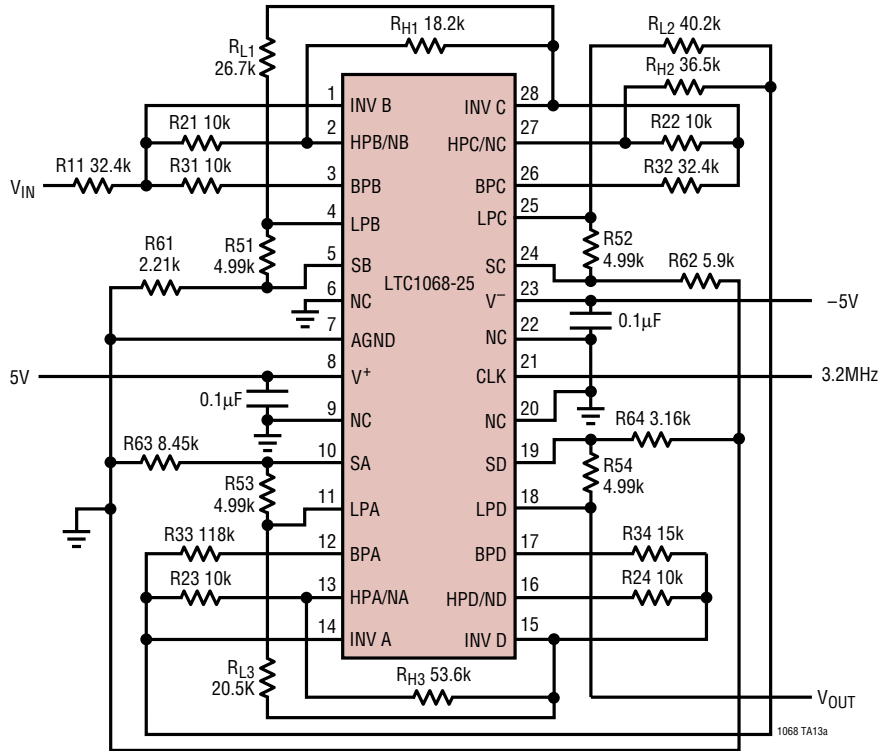 RH1 18.2k
RL1
26.7k
RL2 40.2k
RH2 36.5k
1
INV B
INV C
28
R21 10k
2
HPB/NB
HPC/NC
27
R22 10k
R11 32.4k
VIN
R31 10k
3
BPB
BPC
26
R32 32.4k
4
LPB
LPC
25
R51
4.99k
R52
4.99k
R61
2.21k
5
SB
SC
24
R62 5.9k
LTC1068-25
6
NC
V–
23
–5V
0.1µF
7
AGND
NC
22
5V
8
V+
CLK
21
3.2MHz
0.1µF
9
NC
NC
20
R63 8.45k
10
SA
SD
19
R64 3.16k
R53
4.99k
R54
4.99k
11
LPA
LPD
18
R33 118k
12
BPA
BPD
17
R34 15k
R23 10k
13
HPA/NA
HPD/ND
16
R24 10k
14
INV A
INV D
15
RL3
20.5K
RH3 53.6k
VOUT
1068 TA13a